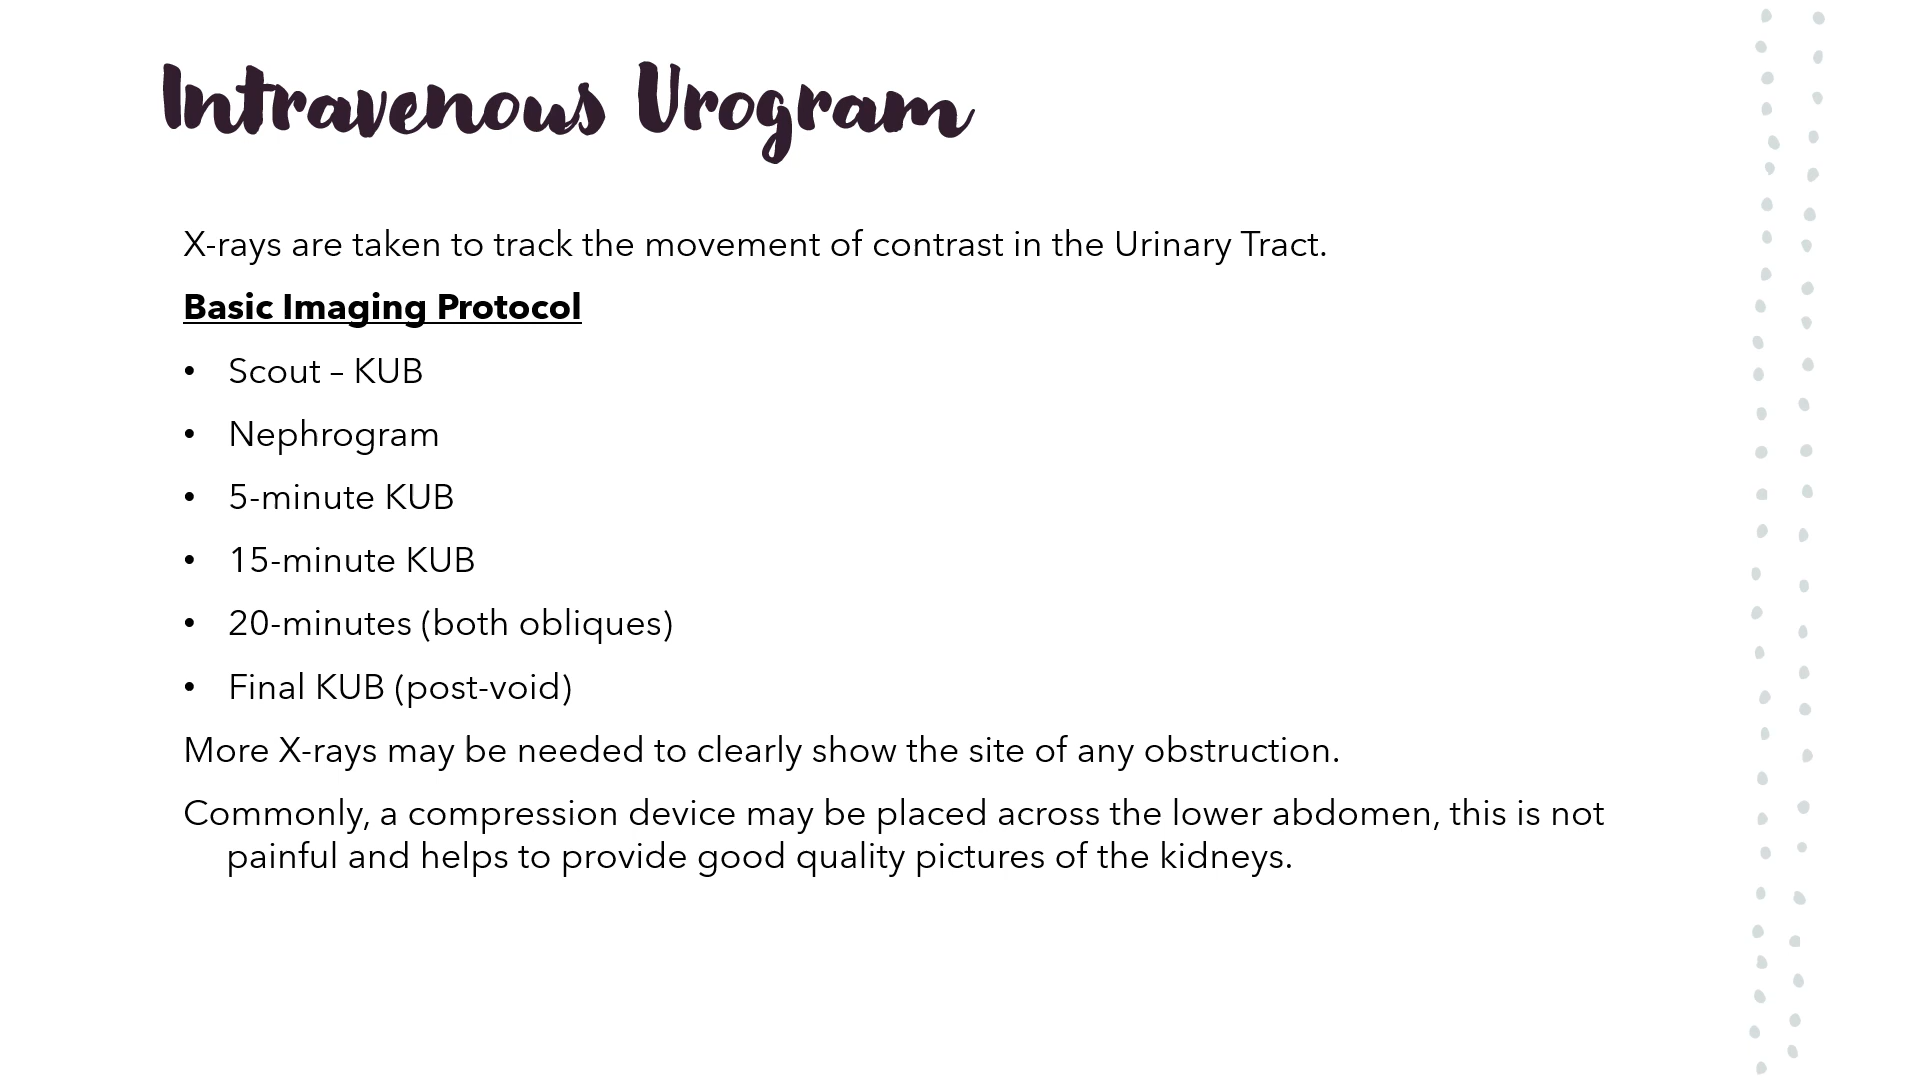 Intravenous Urogram
X-rays are taken to track the movement of contrast in the Urinary Tract.
Basic Imaging Protocol
• Scout – KUB
• Nephrogram
• 5-minute KUB
• 15-minute KUB
• 20-minutes (both obliques)
• Final KUB (post-void)
More X-rays may be needed to clearly show the site of any obstruction.
Commonly, a compression device may be placed across the lower abdomen, this is not
painful and helps to provide good quality pictures of the kidneys.